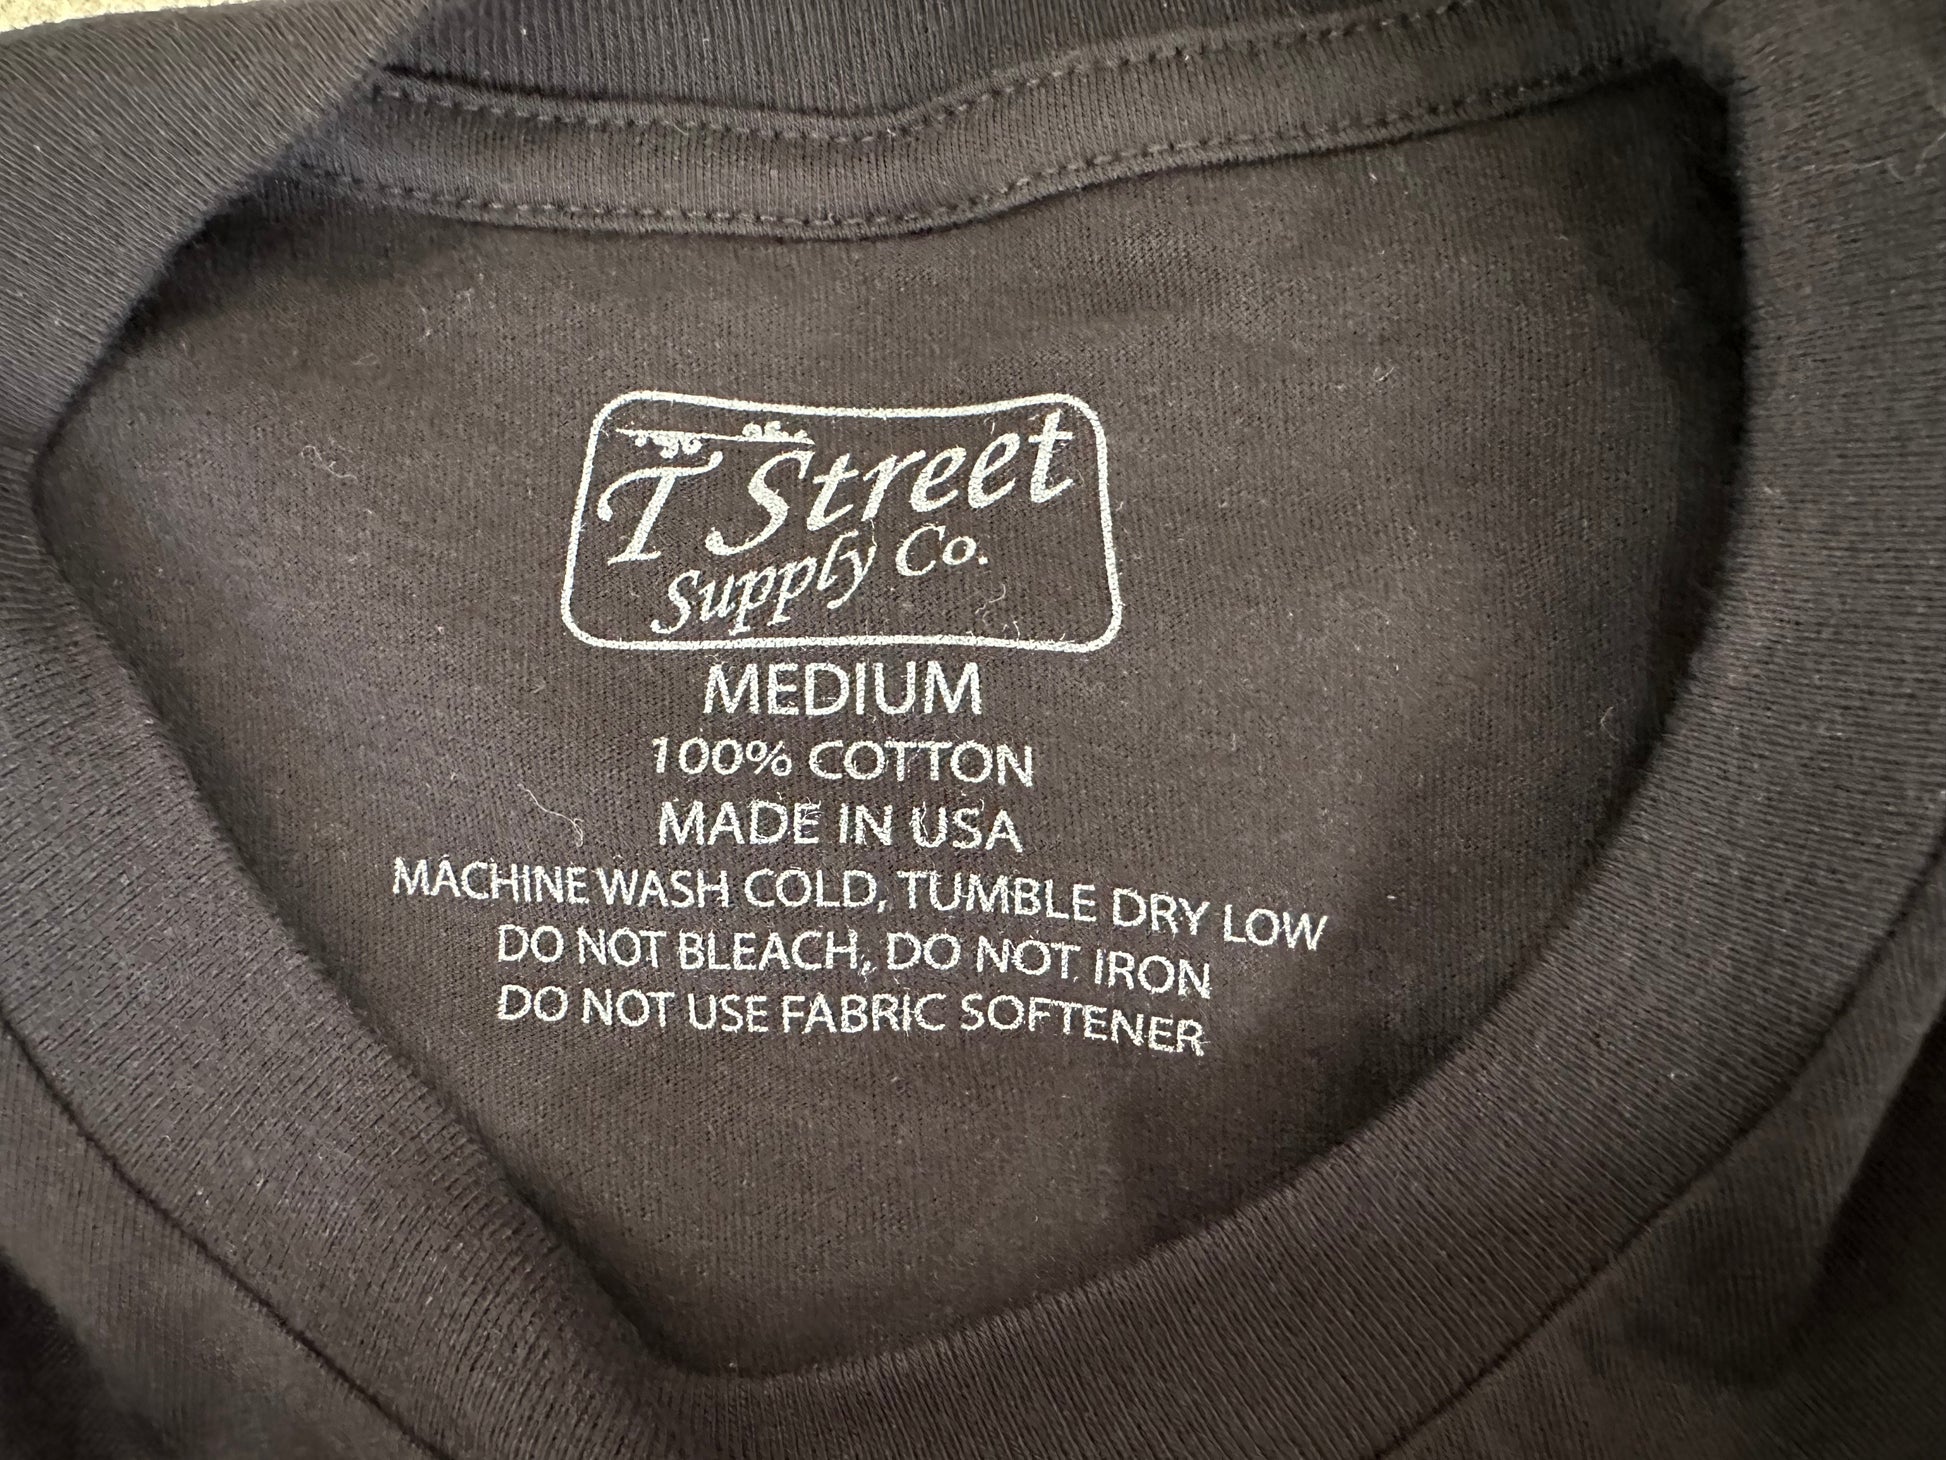 T Street
Supply Co.
MEDIUM
100% COTTON
MADE IN USA
MACHINE WASH COLD, TUMBLE DRY LOW
DO NOT BLEACH, DO NOT IRON
DO NOT USE FABRIC SOFTENER